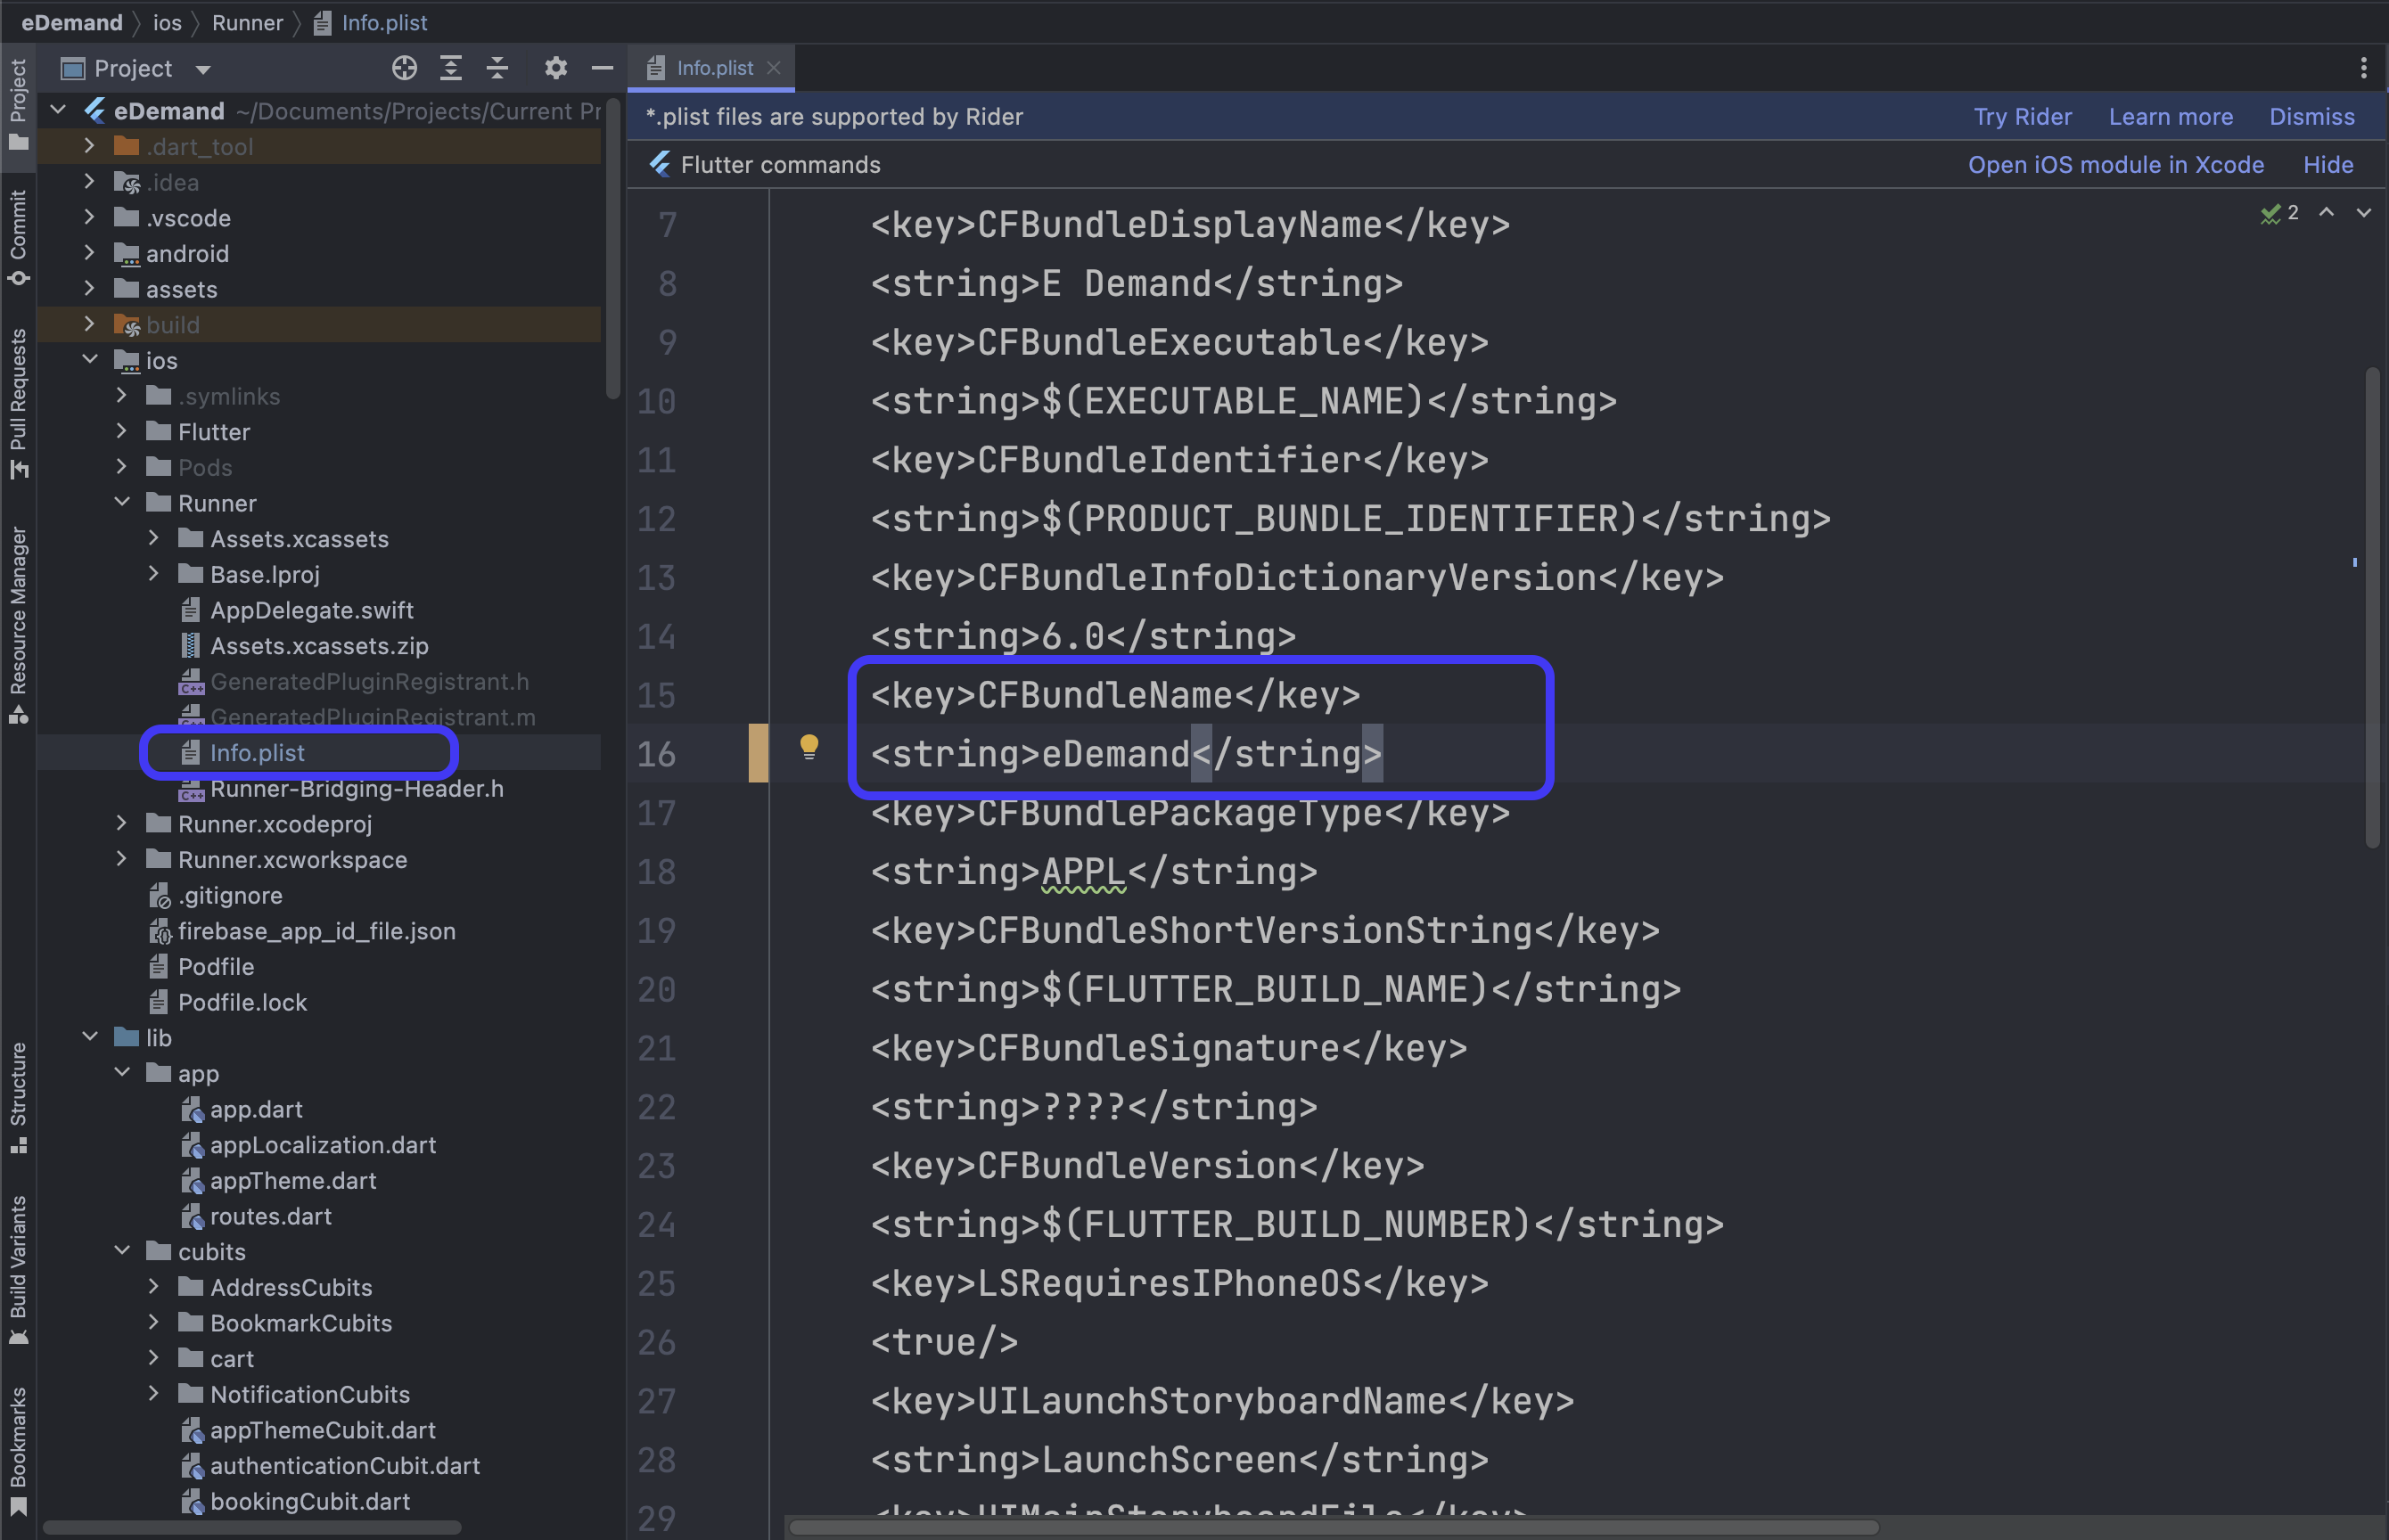 eDemand ios Runner Info.plist
Project
Info.plist
eDemand ~/Documents/Projects/Current Pr
.dart_tool
.idea
.vscode
android
assets
build
ios
.symlinks
Flutter
Pods
Runner
Assets.xcassets
Base.lproj
AppDelegate.swift
Assets.xcassets.zip
GeneratedPluginRegistrant.h
GeneratedPluginRegistrant.m
Info.plist
Runner-Bridging-Header.h
Runner.xcodeproj
Runner.xcworkspace
.gitignore
firebase_app_id_file.json
Podfile
Podfile.lock
lib
app
app.dart
appLocalization.dart
appTheme.dart
routes.dart
cubits
AddressCubits
BookmarkCubits
cart
NotificationCubits
appThemeCubit.dart
authenticationCubit.dart
bookingCubit.dart
Project
Commit
Pull Requests
Resource Manager
Structure
Build Variants
Bookmarks
*.plist files are supported by Rider Try Rider Learn more Dismiss
Flutter commands Open iOS module in Xcode Hide
2
7 <key>CFBundleDisplayName</key>
8 <string>E Demand</string>
9 <key>CFBundleExecutable</key>
10 <string>$(EXECUTABLE_NAME)</string>
11 <key>CFBundleIdentifier</key>
12 <string>$(PRODUCT_BUNDLE_IDENTIFIER)</string>
13 <key>CFBundleInfoDictionaryVersion</key>
14 <string>6.0</string>
15 <key>CFBundleName</key>
16 <string>eDemand</string>
17 <key>CFBundlePackageType</key>
18 <string>APPL</string>
19 <key>CFBundleShortVersionString</key>
20 <string>$(FLUTTER_BUILD_NAME)</string>
21 <key>CFBundleSignature</key>
22 <string>????</string>
23 <key>CFBundleVersion</key>
24 <string>$(FLUTTER_BUILD_NUMBER)</string>
25 <key>LSRequiresIPhoneOS</key>
26 <true/>
27 <key>UILaunchStoryboardName</key>
28 <string>LaunchScreen</string>
29 <key>UIMainStoryboardFile</key>